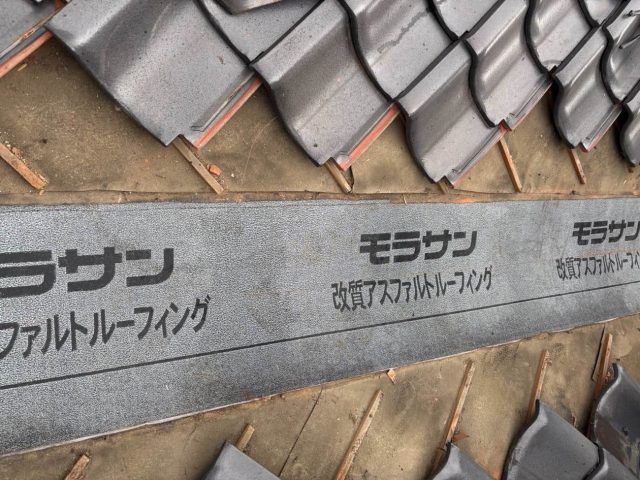 ラサン
スファルトルーフィング
モラサン
改質アスファルトルーフィング
モラサン
改質アスファルトルーフィン